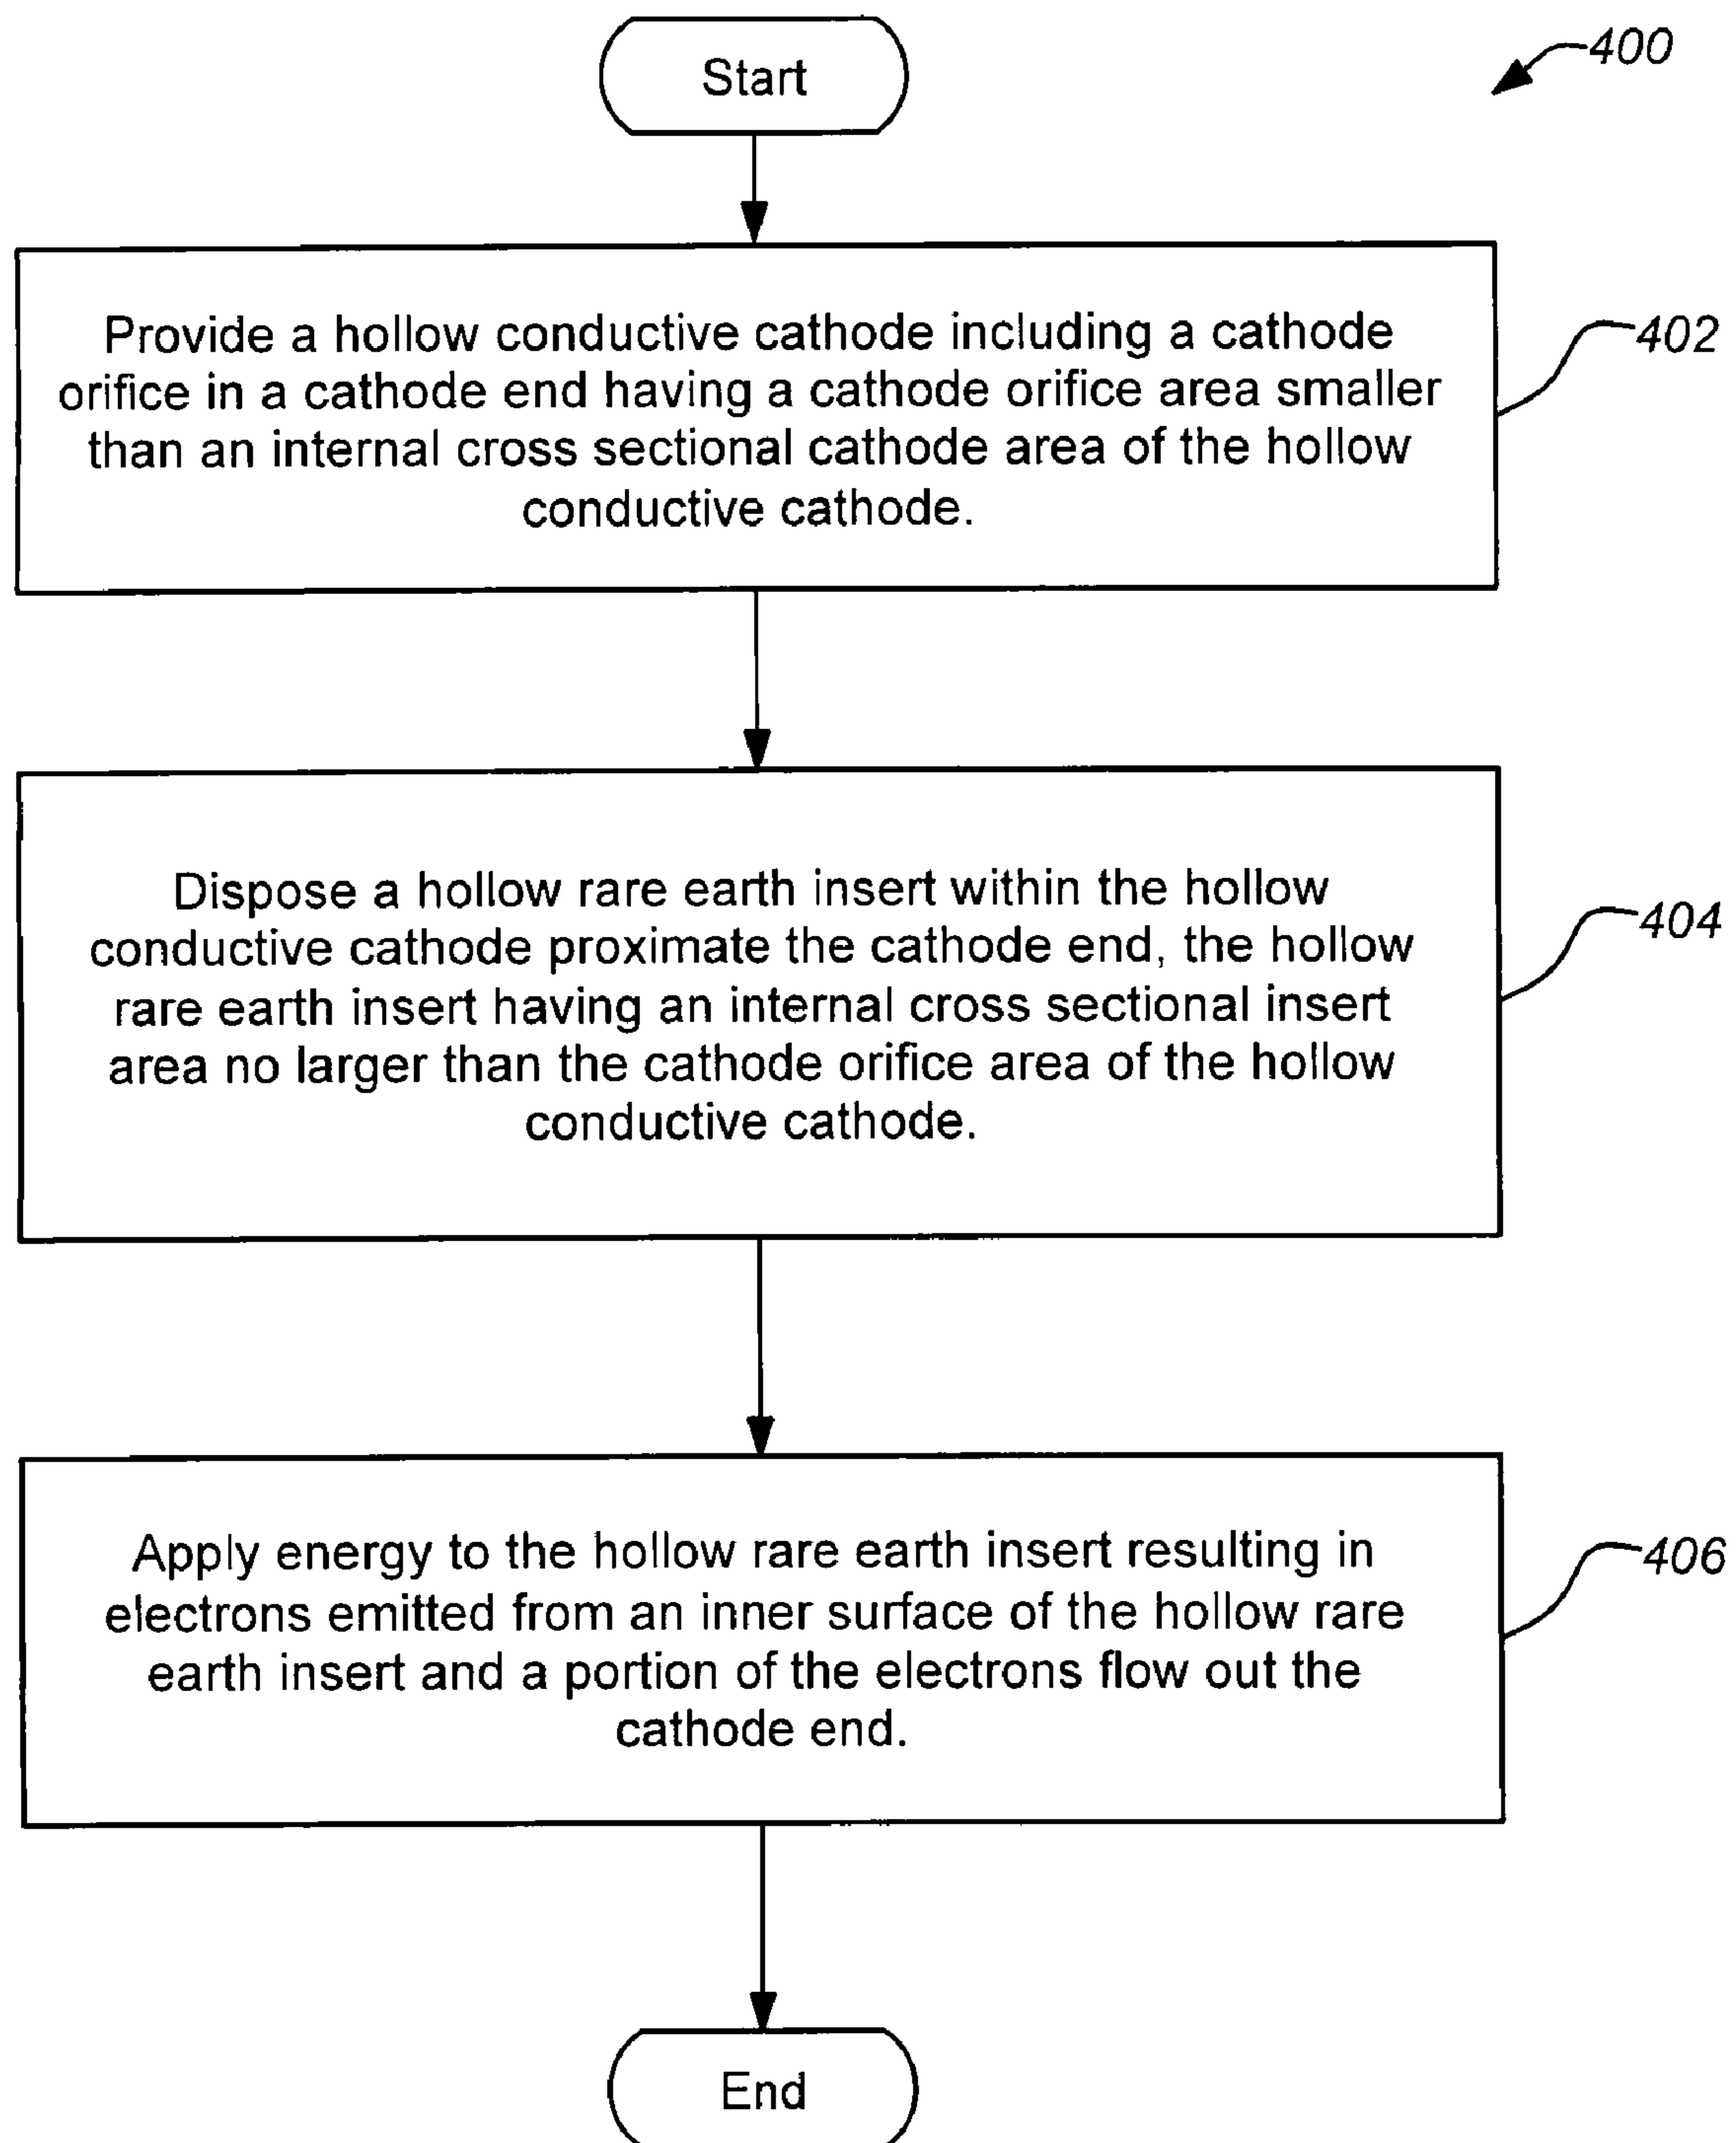 Start
400
Provide a hollow conductive cathode including a cathode
orifice in a cathode end having a cathode orifice area smaller
than an internal cross sectional cathode area of the hollow
conductive cathode.
402
Dispose a hollow rare earth insert within the hollow
conductive cathode proximate the cathode end, the hollow
rare earth insert having an internal cross sectional insert
area no larger than the cathode orifice area of the hollow
conductive cathode.
404
Apply energy to the hollow rare earth insert resulting in
electrons emitted from an inner surface of the hollow rare
earth insert and a portion of the electrons flow out the
cathode end.
406
End